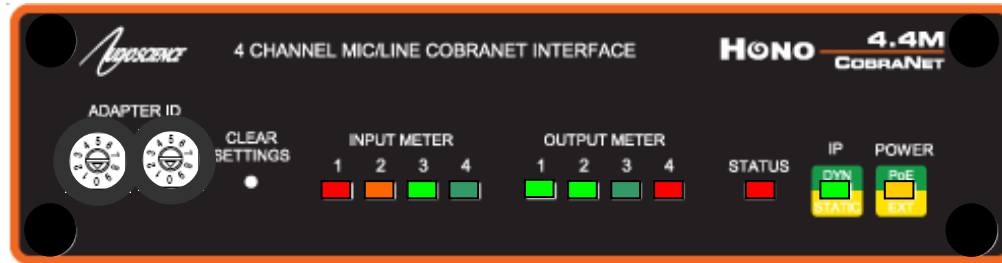 AUDIOSCIENCE
4 CHANNEL MIC/LINE COBRANET INTERFACE
HONO
4.4M
COBRANET
ADAPTER ID
CLEAR
SETTINGS
INPUT METER
1 2 3 4
OUTPUT METER
1 2 3 4
STATUS
IP
DYN
STATIC
POWER
PoE
EXT